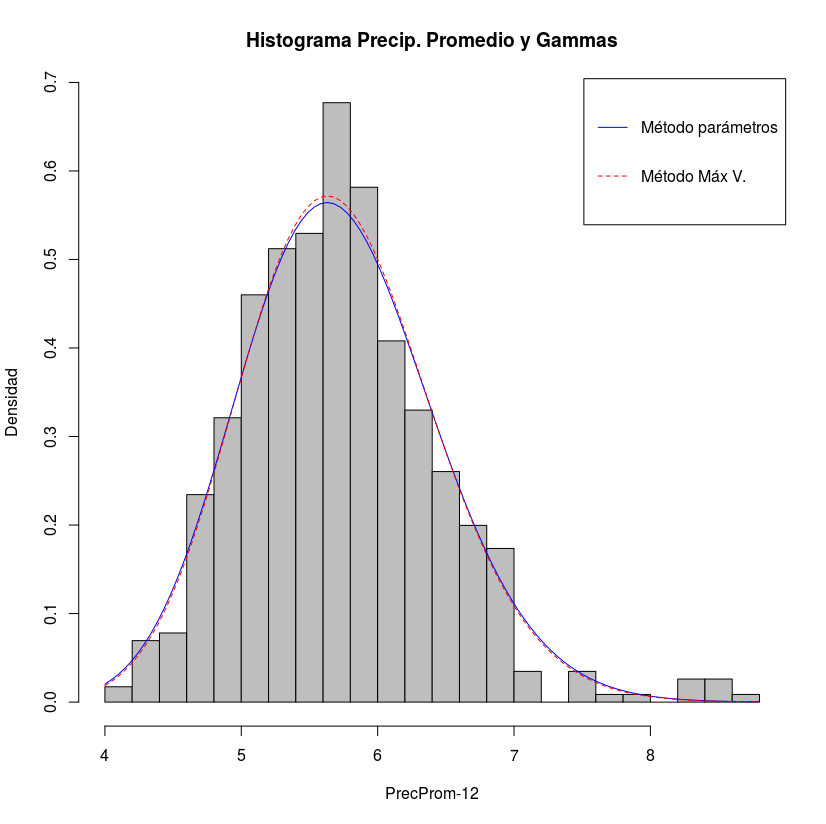 Histograma Precip. Promedio y Gammas
Método parámetros
Método Máx V.
Densidad
0.7
0.6
0.5
0.4
0.3
0.2
0.1
0.0
4 5 6 7 8
PrecProm-12